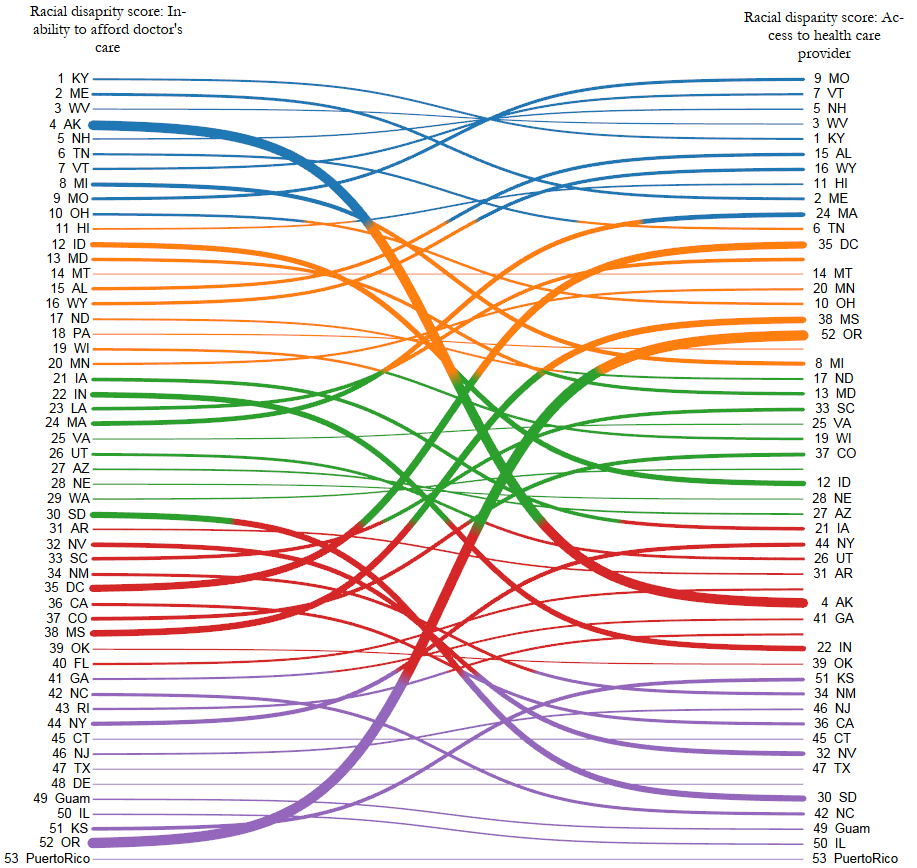 Racial disaprity score: In-
ability to afford doctor's
care
1 KY
2 ME
3 WV
4 AK
5 NH
6 TN
7 VT
8 MI
9 MO
10 OH
11 HI
12 ID
13 MD
14 MT
15 AL
16 WY
17 ND
18 PA
19 WI
20 MN
21 IA
22 IN
23 LA
24 MA
25 VA
26 UT
27 AZ
28 NE
29 WA
30 SD
31 AR
32 NV
33 SC
34 NM
35 DC
36 CA
37 CO
38 MS
39 OK
40 FL
41 GA
42 NC
43 RI
44 NY
45 CT
46 NJ
47 TX
48 DE
49 Guam
50 IL
51 KS
52 OR
53 PuertoRico
Racial disparity score: Ac-
cess to health care
provider
9 MO
7 VT
5 NH
3 WV
1 KY
15 AL
16 WY
11 HI
2 ME
24 MA
6 TN
35 DC
14 MT
20 MN
10 OH
38 MS
52 OR
8 MI
17 ND
13 MD
33 SC
25 VA
19 WI
37 CO
12 ID
28 NE
27 AZ
21 IA
44 NY
26 UT
31 AR
4 AK
41 GA
22 IN
39 OK
51 KS
34 NM
46 NJ
36 CA
45 CT
32 NV
47 TX
30 SD
42 NC
49 Guam
50 IL
53 PuertoRico